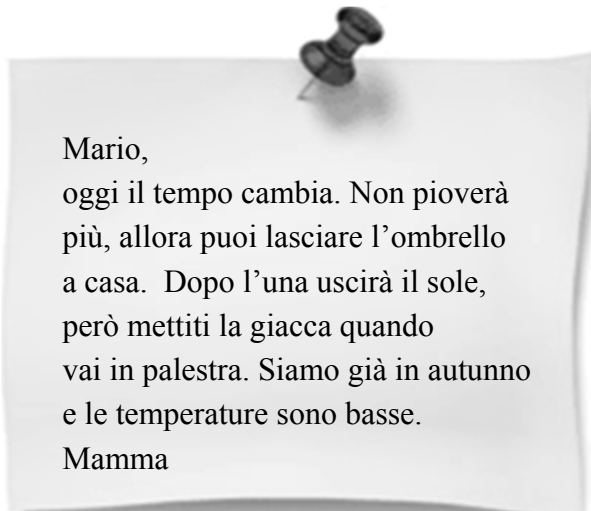 Mario,
oggi il tempo cambia. Non pioverà
più, allora puoi lasciare l’ombrello
a casa.  Dopo l’una uscirà il sole,
però mettiti la giacca quando
vai in palestra. Siamo già in autunno
e le temperature sono basse.
Mamma